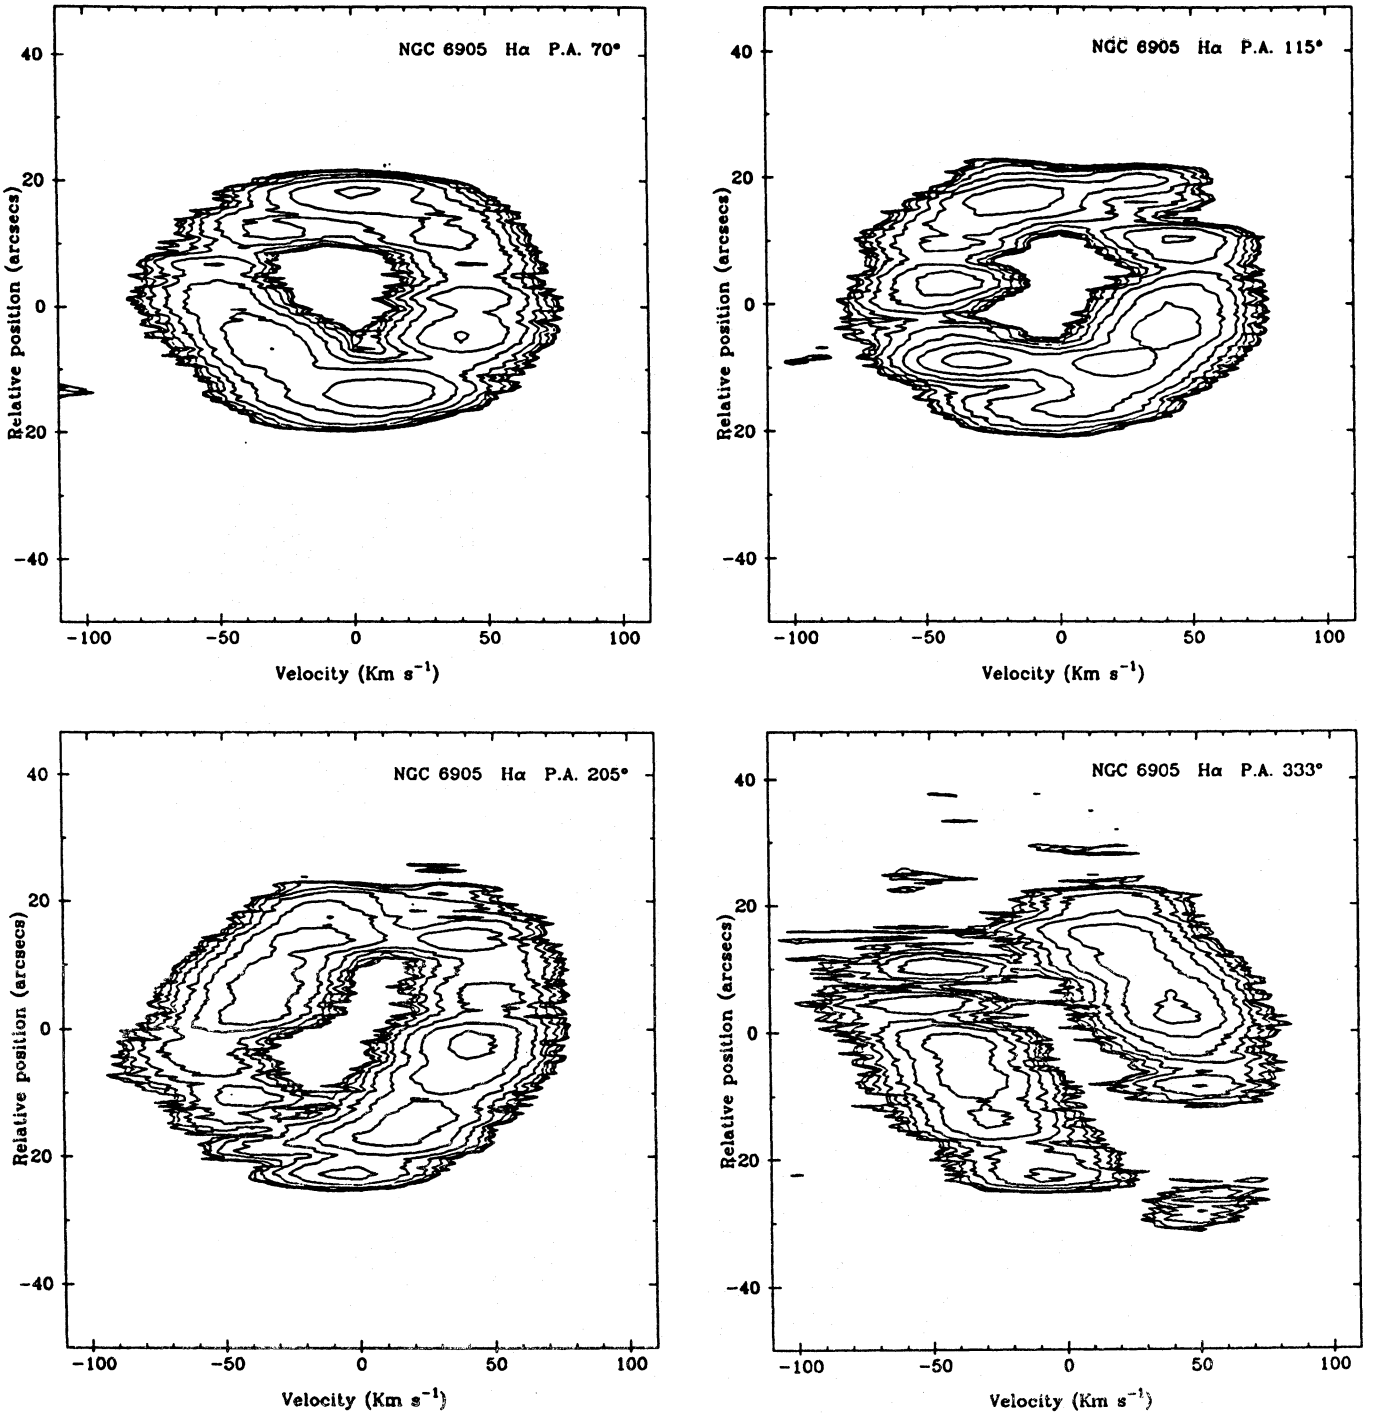 NGC 6905 Hα P.A. 70°
40
20
0
-20
-40
Relative position (arcsecs)
-100 -50 0 50 100
Velocity (Km s⁻¹)
NGC 6905 Hα P.A. 115°
40
20
0
-20
-40
Relative position (arcsecs)
-100 -50 0 50 100
Velocity (Km s⁻¹)
NGC 6905 Hα P.A. 205°
40
20
0
-20
-40
Relative position (arcsecs)
-100 -50 0 50 100
Velocity (Km s⁻¹)
NGC 6905 Hα P.A. 333°
40
20
0
-20
-40
Relative position (arcsecs)
-100 -50 0 50 100
Velocity (Km s⁻¹)